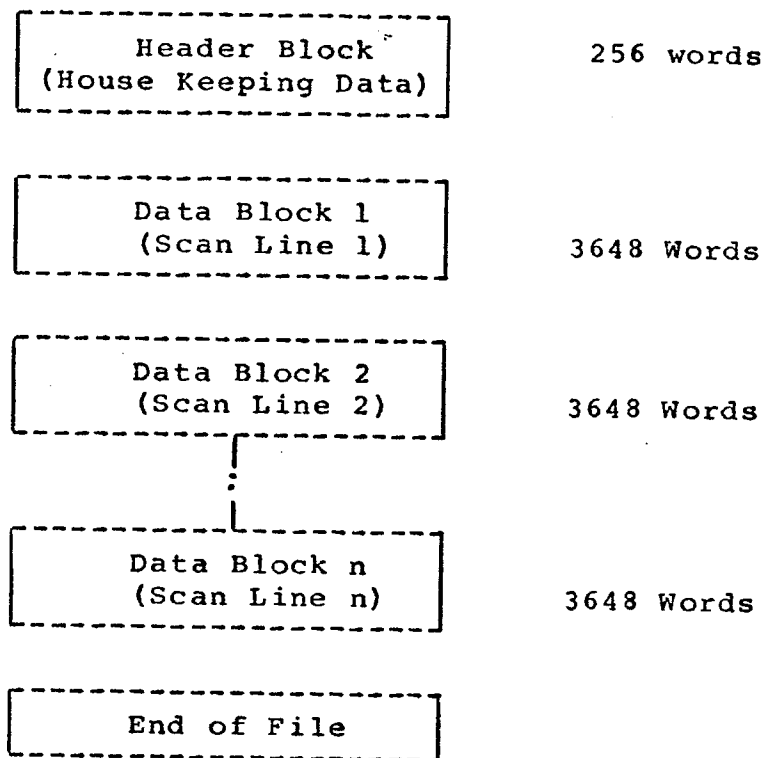 Header Block 256 words
(House Keeping Data)
Data Block 1
(Scan Line 1) 3648 Words
Data Block 2
(Scan Line 2) 3648 Words
Data Block n
(Scan Line n) 3648 Words
End of File